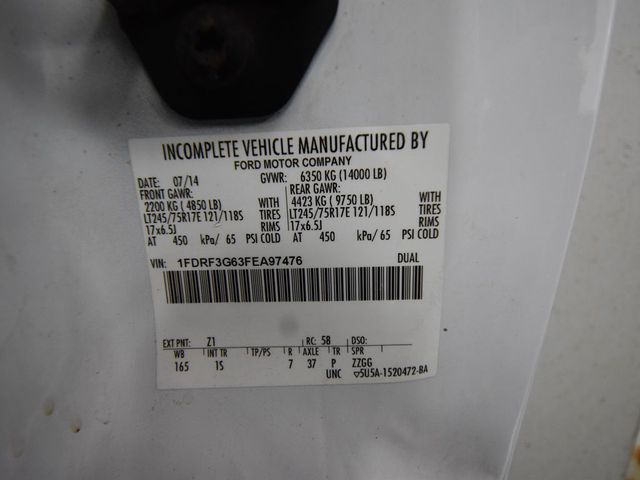 INCOMPLETE VEHICLE MANUFACTURED BY
FORD MOTOR COMPANY
DATE: 07/14 GVWR: 6350 KG (14000 LB)
FRONT GAWR: REAR GAWR:
2200 KG ( 4850 LB) WITH 4423 KG ( 9750 LB) WITH
LT245/75R17E 121/118S TIRES LT245/75R17E 121/118S TIRES
17x6.5J RIMS 17x6.5J RIMS
AT 450 kPa/ 65 PSI COLD AT 450 kPa/ 65 PSI COLD
VIN: 1FDRF3G63FEA97476 DUAL
EXT PNT: Z1 RC: 58 DSO:
WB INT TR TP/PS R AXLE TR SPR
165 1S 7 37 P ZZGG
UNC ▽5U5A-1520472-BA